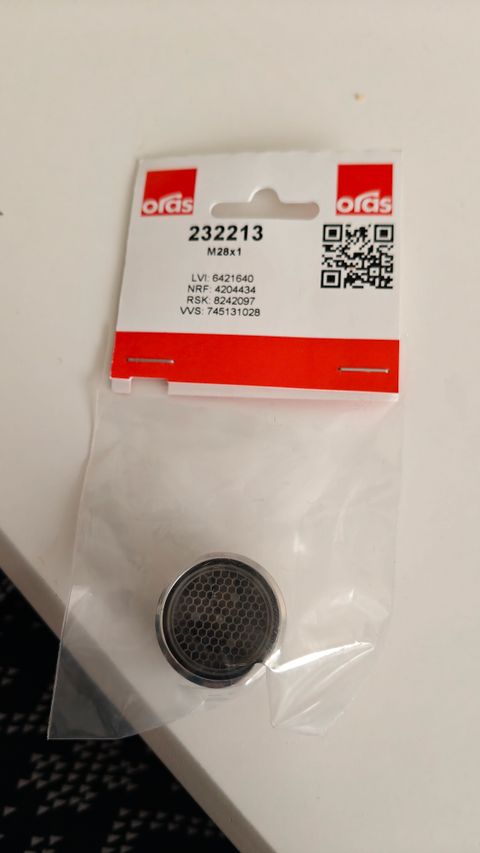 oras oras
232213
M28x1
LVI: 6421640
NRF: 4204434
RSK: 8242097
VVS: 745131028